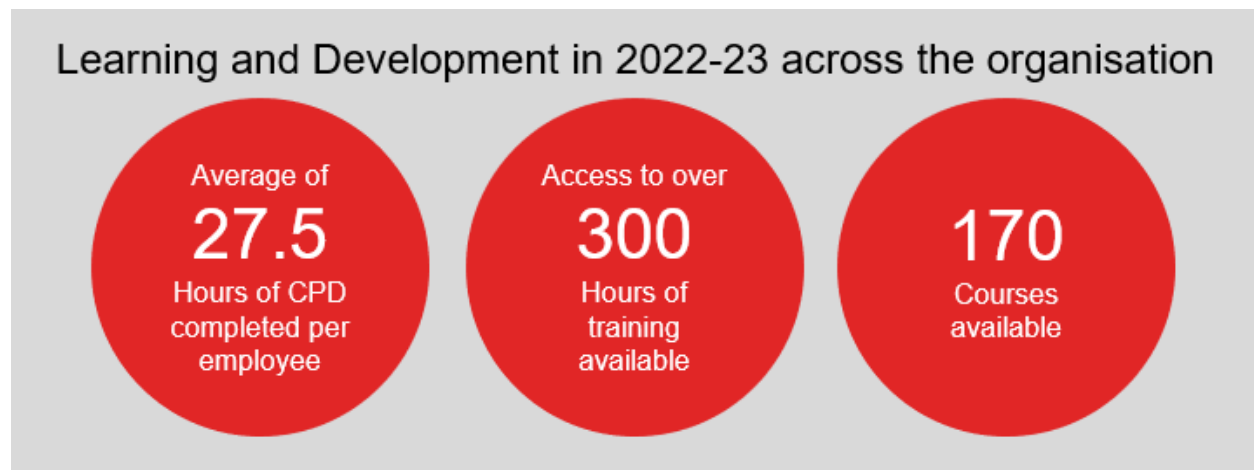 Learning and Development in 2022-23 across the organisation
Average of
27.5
Hours of CPD
completed per
employee
Access to over
300
Hours of
training
available
170
Courses
available